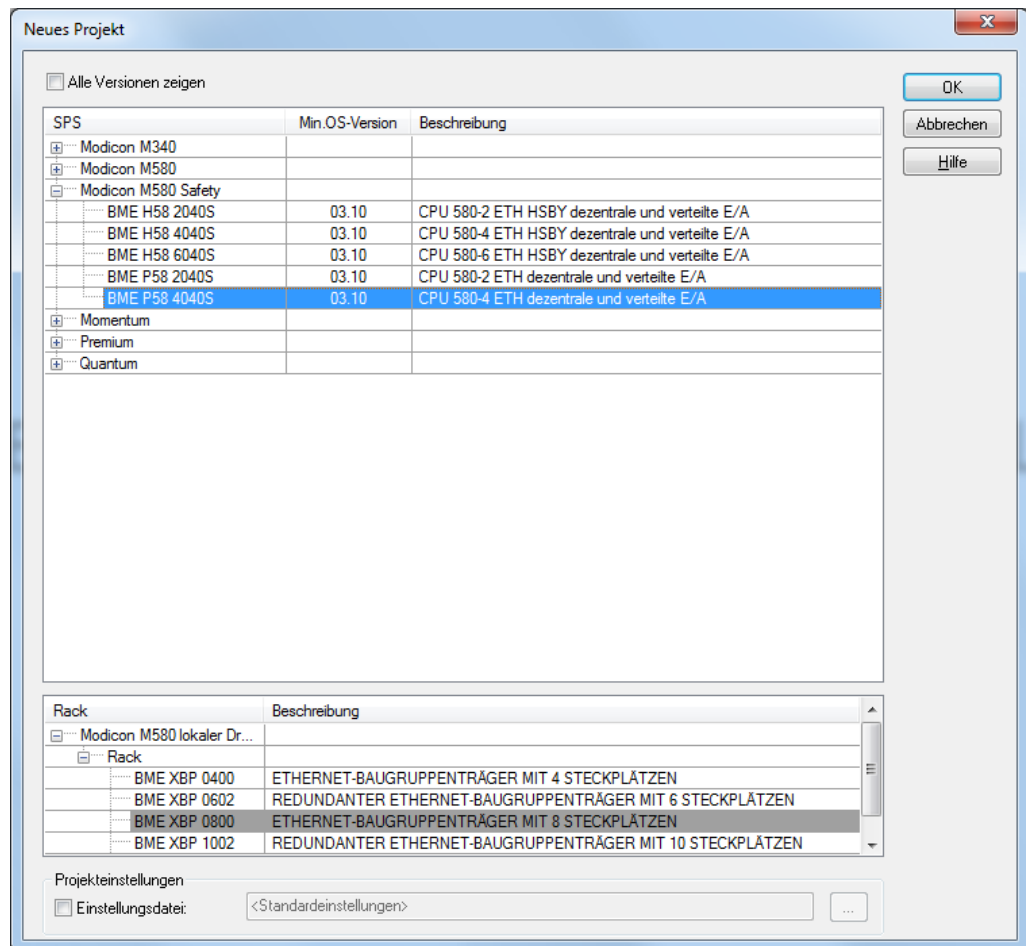 Neues Projekt
Alle Versionen zeigen
OK
Abbrechen
Hilfe
SPS Min.OS-Version Beschreibung
Modicon M340
Modicon M580
Modicon M580 Safety
BME H58 2040S 03.10 CPU 580-2 ETH HSBY dezentrale und verteilte E/A
BME H58 4040S 03.10 CPU 580-4 ETH HSBY dezentrale und verteilte E/A
BME H58 6040S 03.10 CPU 580-6 ETH HSBY dezentrale und verteilte E/A
BME P58 2040S 03.10 CPU 580-2 ETH dezentrale und verteilte E/A
BME P58 4040S 03.10 CPU 580-4 ETH dezentrale und verteilte E/A
Momentum
Premium
Quantum
Rack Beschreibung
Modicon M580 lokaler Dr...
Rack
BME XBP 0400 ETHERNET-BAUGRUPPENTRÄGER MIT 4 STECKPLÄTZEN
BME XBP 0602 REDUNDANTER ETHERNET-BAUGRUPPENTRÄGER MIT 6 STECKPLÄTZEN
BME XBP 0800 ETHERNET-BAUGRUPPENTRÄGER MIT 8 STECKPLÄTZEN
BME XBP 1002 REDUNDANTER ETHERNET-BAUGRUPPENTRÄGER MIT 10 STECKPLÄTZEN
Projekteinstellungen
Einstellungsdatei: <Standardeinstellungen> ...